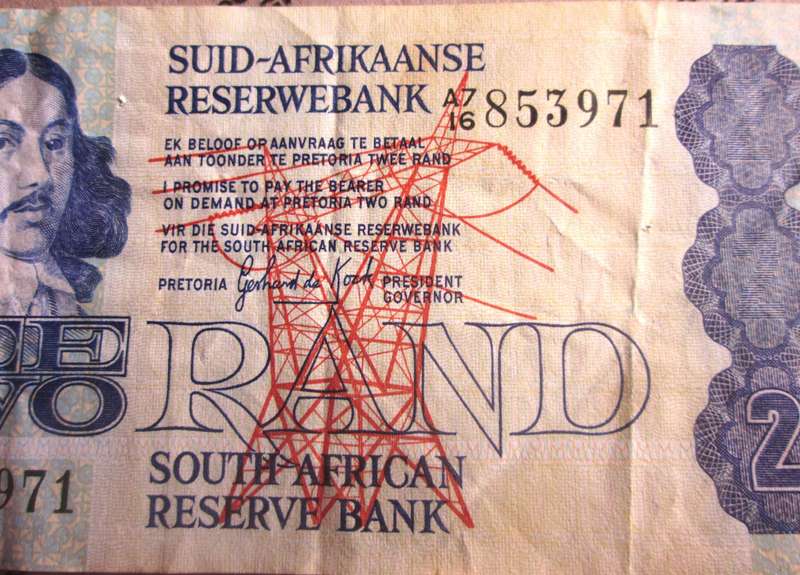 SUID-AFRIKAANSE
RESERWEBANK
A7
16 853971
EK BELOOF OP AANVRAAG TE BETAAL
AAN TOONDER TE PRETORIA TWEE RAND
I PROMISE TO PAY THE BEARER
ON DEMAND AT PRETORIA TWO RAND
VIR DIE SUID-AFRIKAANSE RESERWEBANK
FOR THE SOUTH AFRICAN RESERVE BANK
PRETORIA Gerhard de Kock PRESIDENT
GOVERNOR
EE
WO RAND
2
971
SOUTH AFRICAN
RESERVE BANK